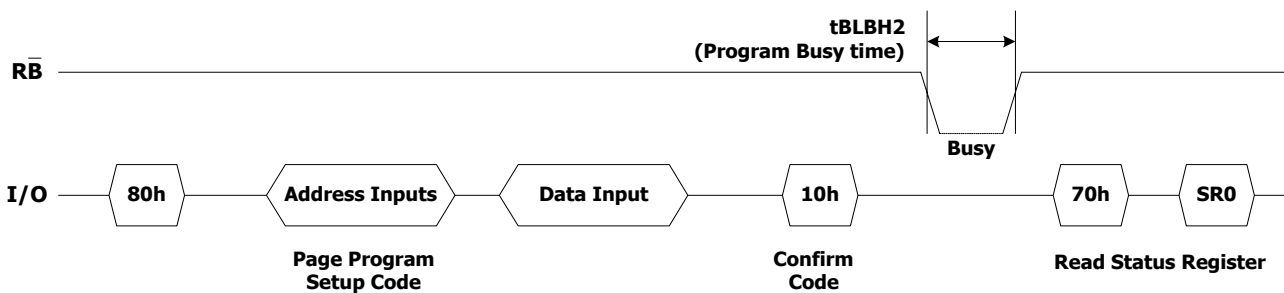 tBLBH2
(Program Busy time)
RB̅
Busy
I/O
80h
Address Inputs
Data Input
10h
70h
SR0
Page Program
Setup Code
Confirm
Code
Read Status Register